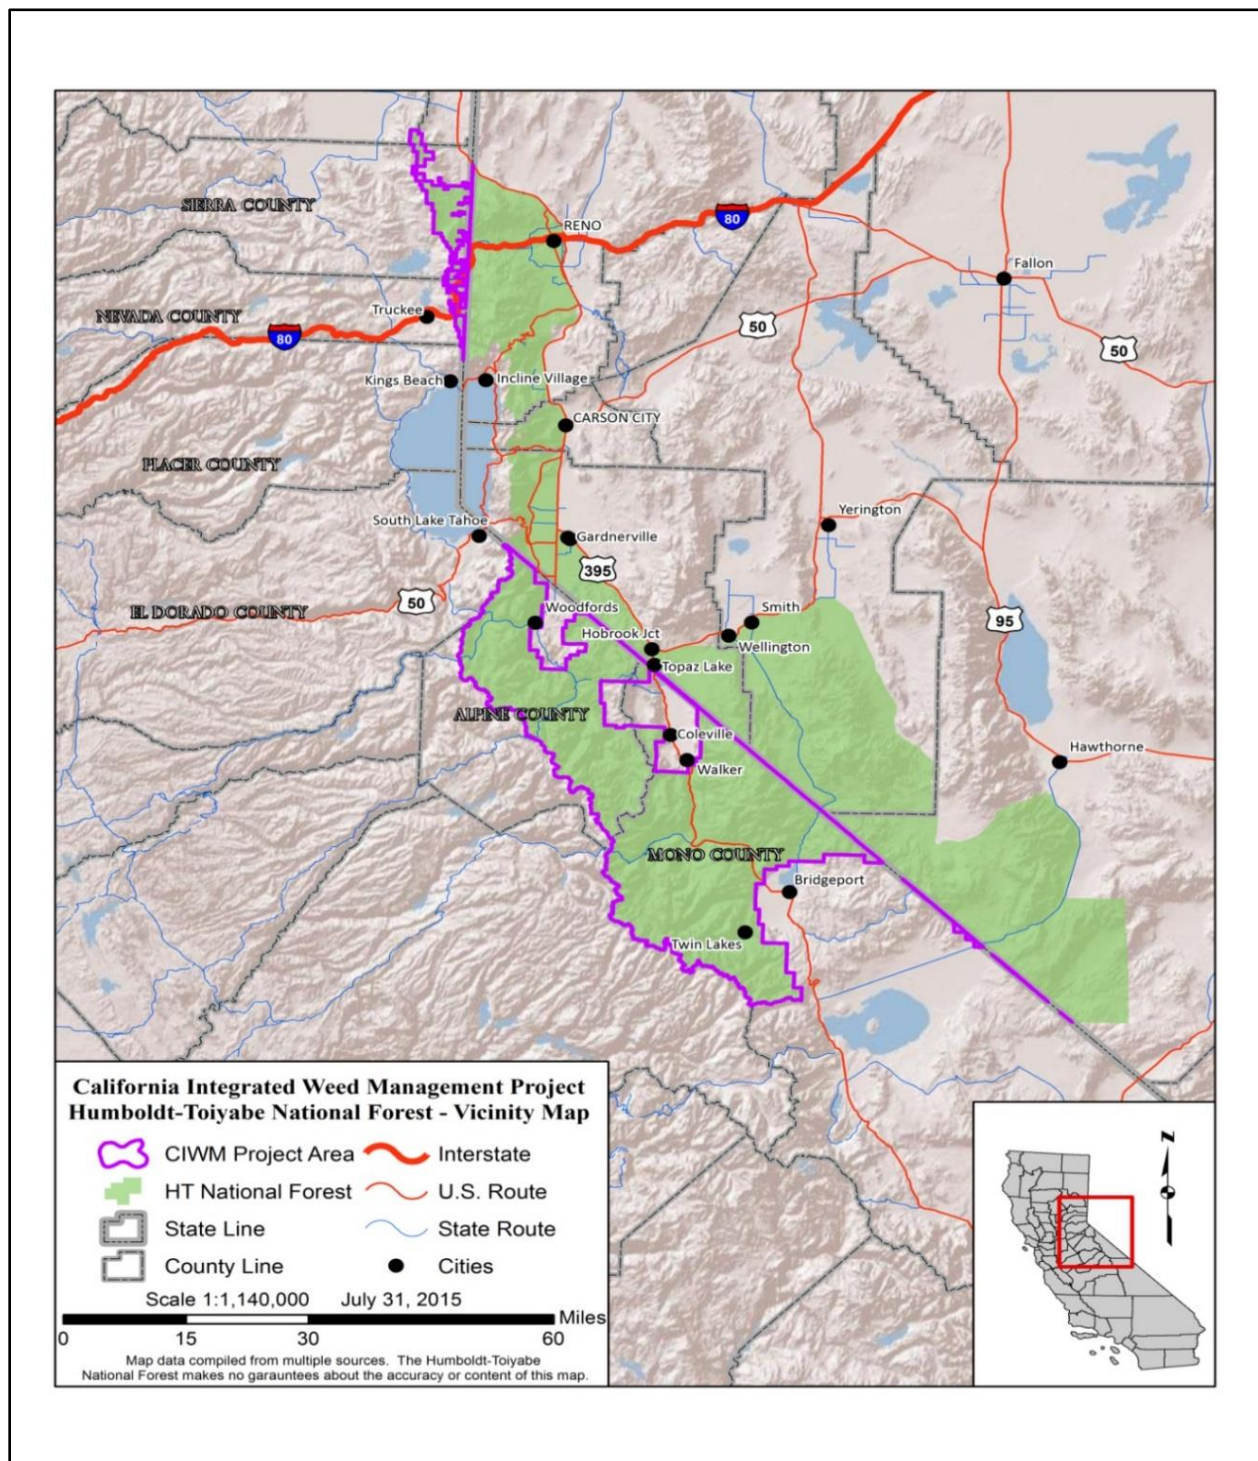 80
RENO
SIERRA COUNTY
Fallon
Truckee
NEVADA COUNTY
80
50
50
Kings Beach
Incline Village
CARSON CITY
PLACER COUNTY
South Lake Tahoe
Yerington
Gardnerville
395
50
EL DORADO COUNTY
Woodfords
Smith
95
Hobrook Jct
Wellington
Topaz Lake
ALPINE COUNTY
Coleville
Hawthorne
Walker
MONO COUNTY
Bridgeport
Twin Lakes
California Integrated Weed Management Project
Humboldt-Toiyabe National Forest - Vicinity Map
CIWM Project Area
Interstate
HT National Forest
U.S. Route
State Line
State Route
County Line
Cities
Scale 1:1,140,000 July 31, 2015
Miles
0 15 30 60
Map data compiled from multiple sources. The Humboldt-Toiyabe
National Forest makes no garauntees about the accuracy or content of this map.
N